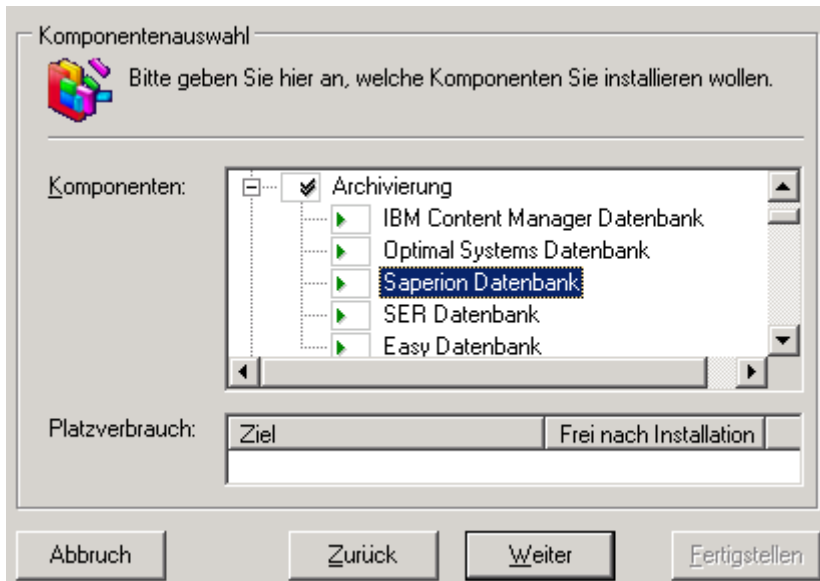 Komponentenauswahl
Bitte geben Sie hier an, welche Komponenten Sie installieren wollen.
Komponenten:
Archivierung
IBM Content Manager Datenbank
Optimal Systems Datenbank
Saperion Datenbank
SER Datenbank
Easy Datenbank
Platzverbrauch:
Ziel Frei nach Installation
Abbruch Zurück Weiter Fertigstellen